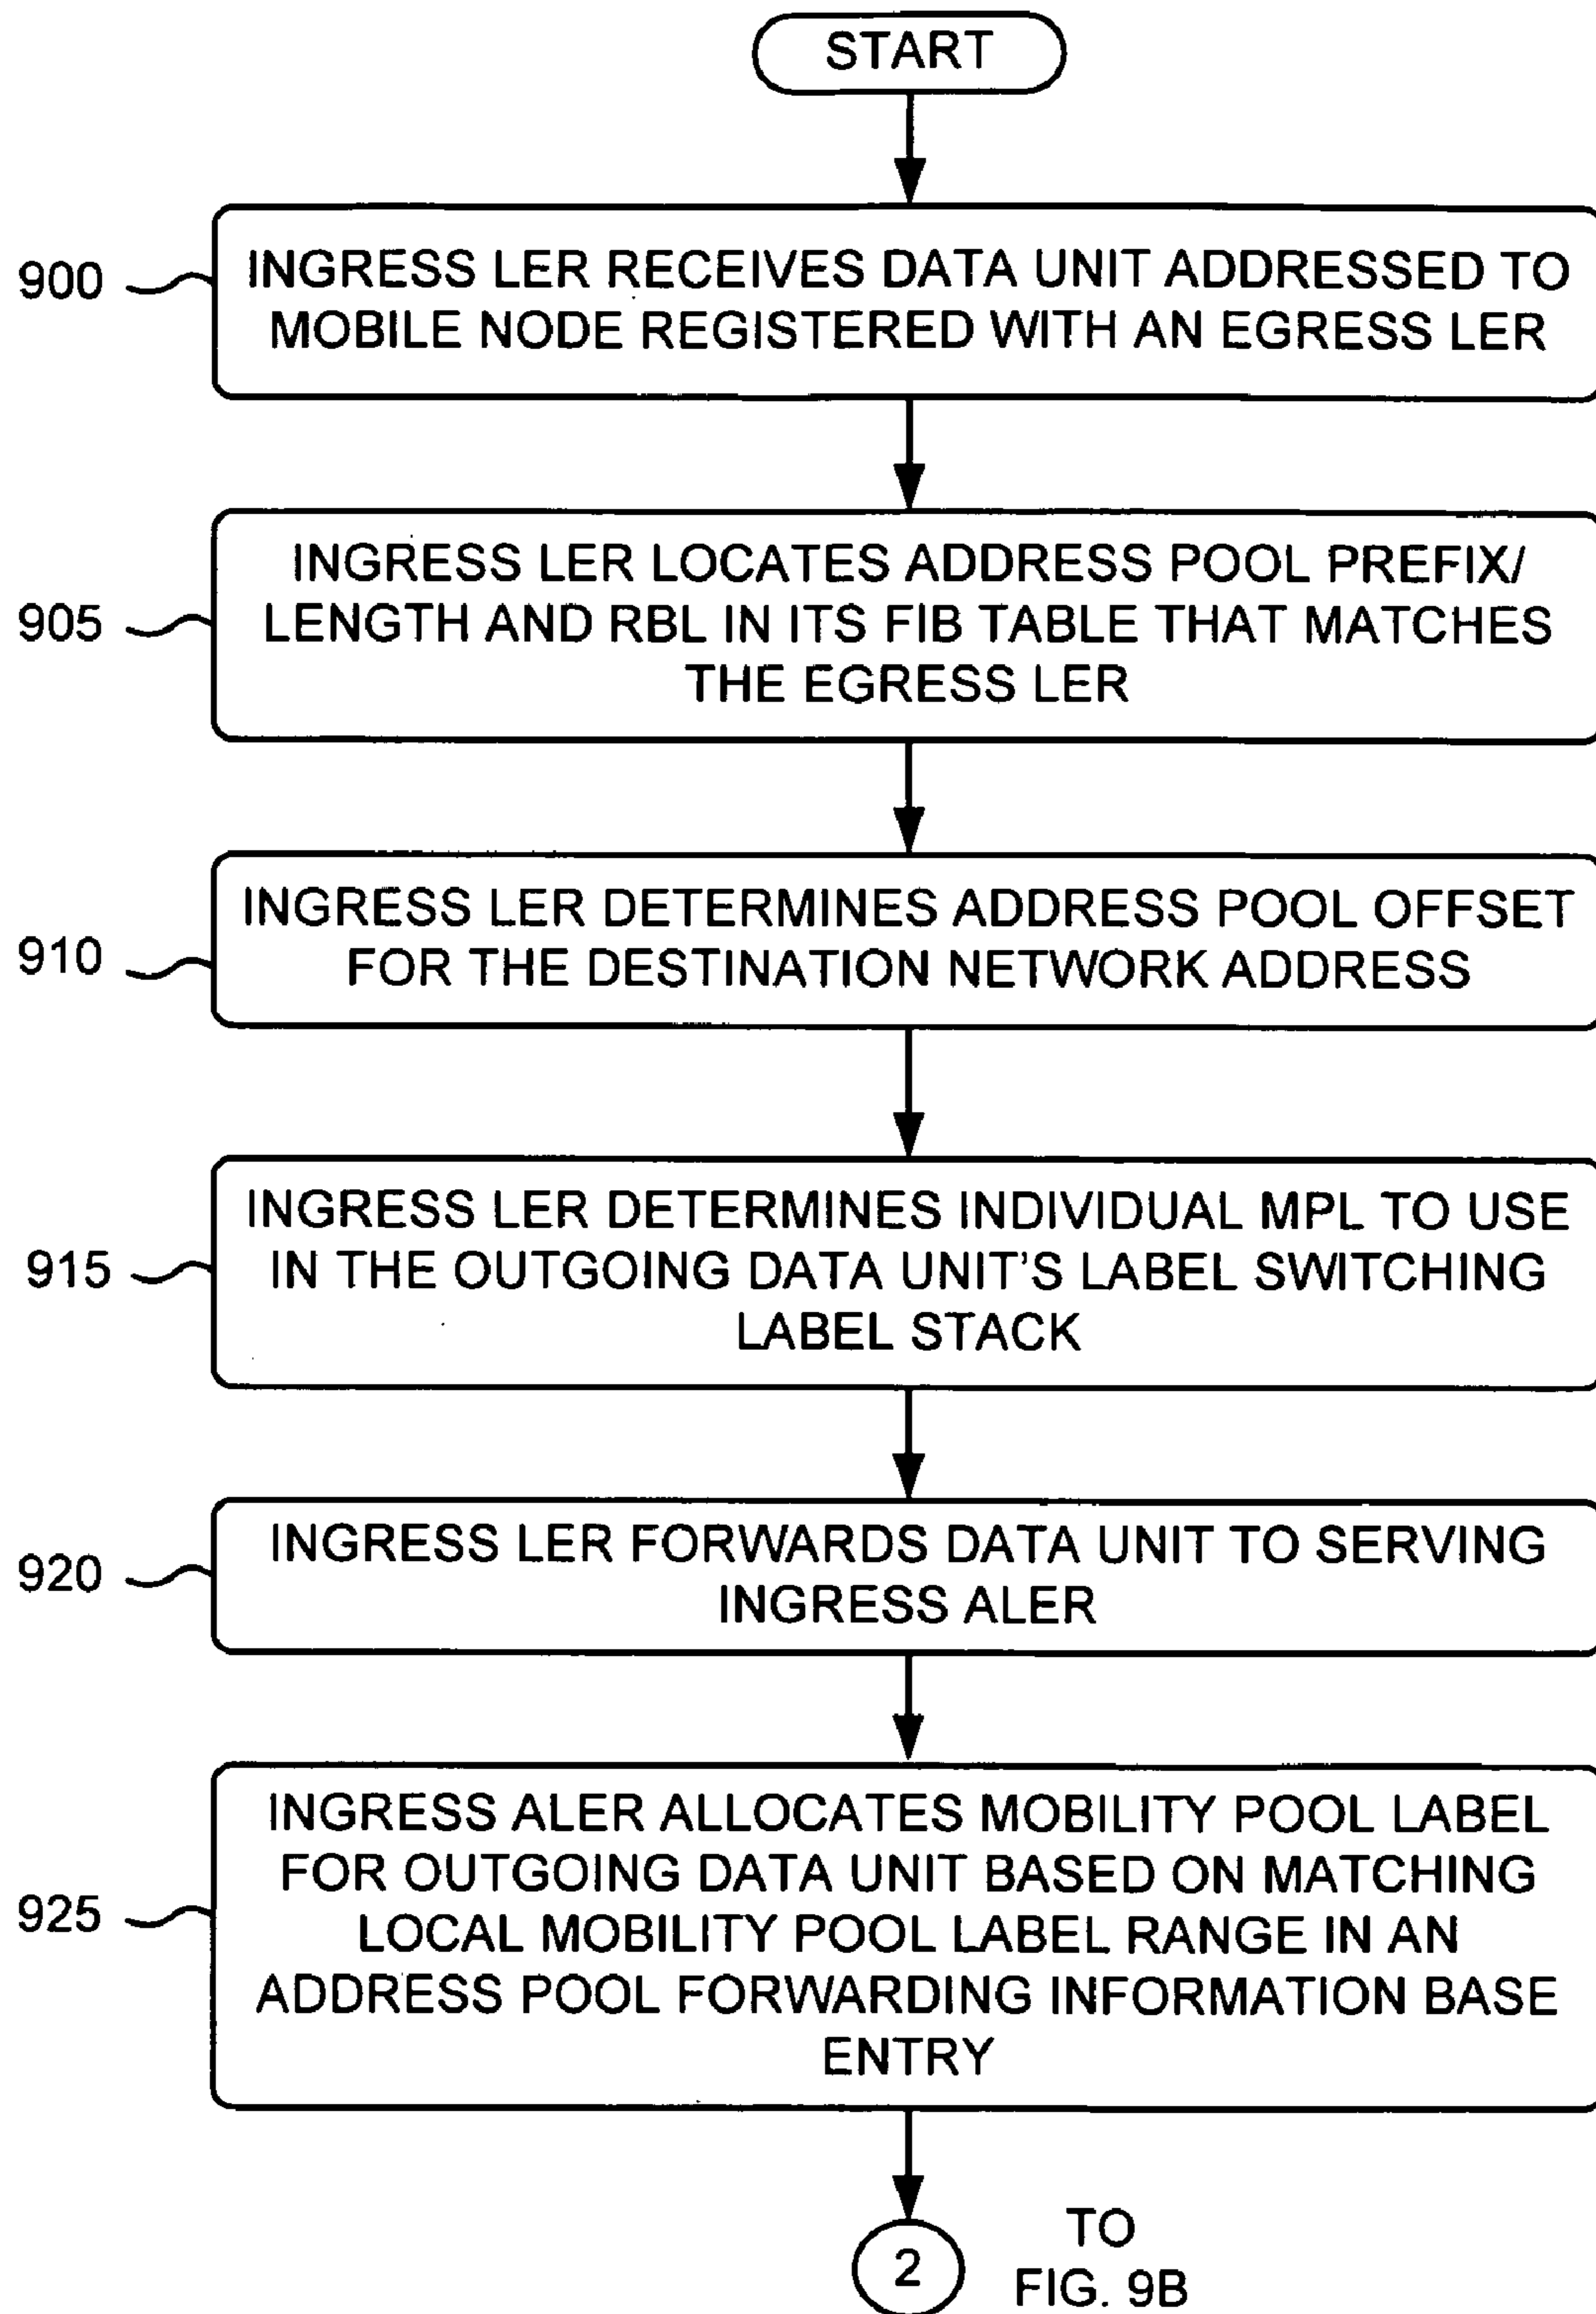 START
900
INGRESS LER RECEIVES DATA UNIT ADDRESSED TO
MOBILE NODE REGISTERED WITH AN EGRESS LER
905
INGRESS LER LOCATES ADDRESS POOL PREFIX/
LENGTH AND RBL IN ITS FIB TABLE THAT MATCHES
THE EGRESS LER
910
INGRESS LER DETERMINES ADDRESS POOL OFFSET
FOR THE DESTINATION NETWORK ADDRESS
915
INGRESS LER DETERMINES INDIVIDUAL MPL TO USE
IN THE OUTGOING DATA UNIT'S LABEL SWITCHING
LABEL STACK
920
INGRESS LER FORWARDS DATA UNIT TO SERVING
INGRESS ALER
925
INGRESS ALER ALLOCATES MOBILITY POOL LABEL
FOR OUTGOING DATA UNIT BASED ON MATCHING
LOCAL MOBILITY POOL LABEL RANGE IN AN
ADDRESS POOL FORWARDING INFORMATION BASE
ENTRY
2
TO
FIG. 9B